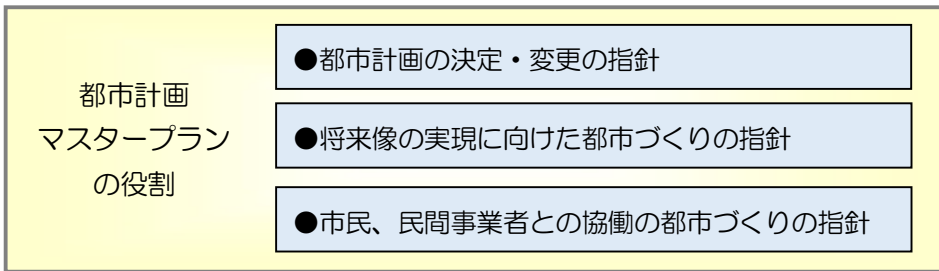 都市計画
マスタープラン
の役割
●都市計画の決定・変更の指針
●将来像の実現に向けた都市づくりの指針
●市民、民間事業者との協働の都市づくりの指針